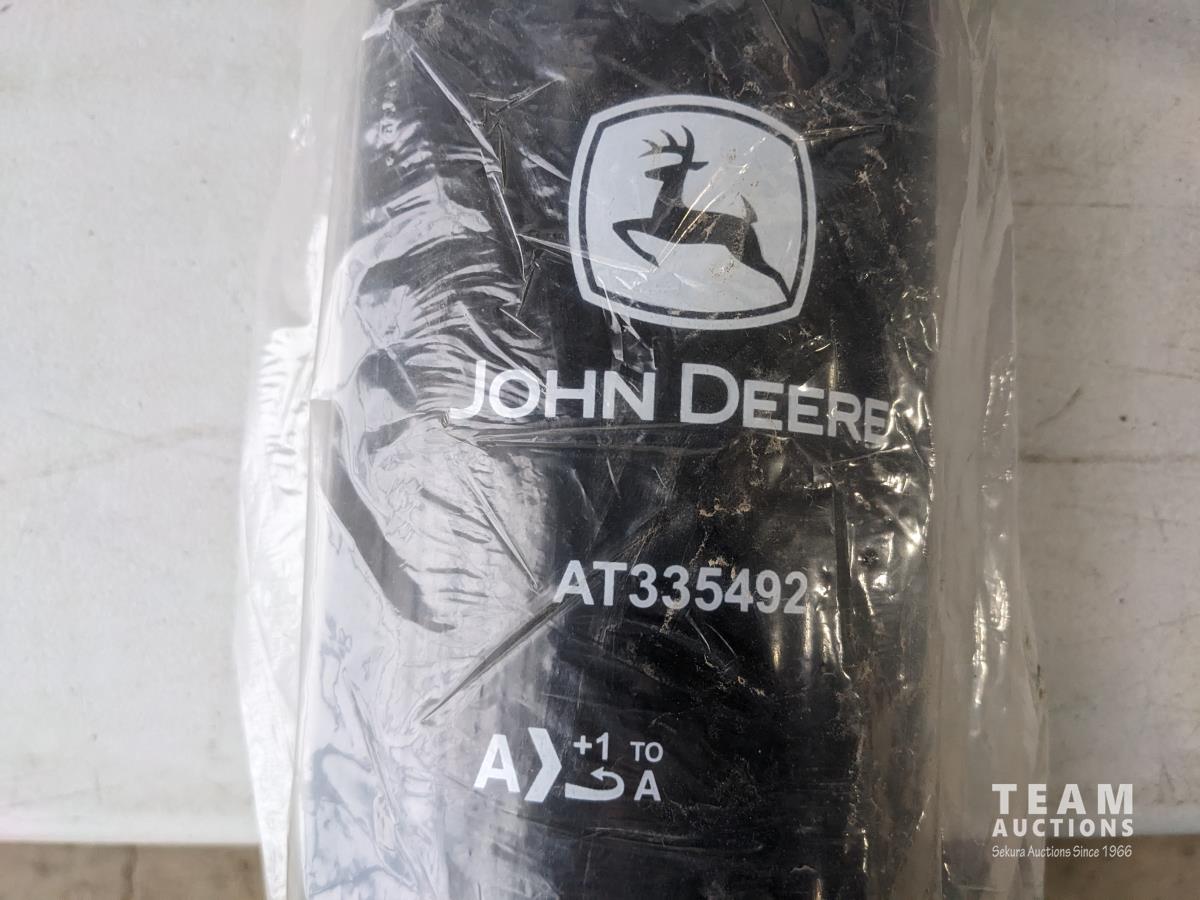 JOHN DEERE
AT335492
A +1 TO A
TEAM
AUCTIONS
Sekura Auctions Since 1966